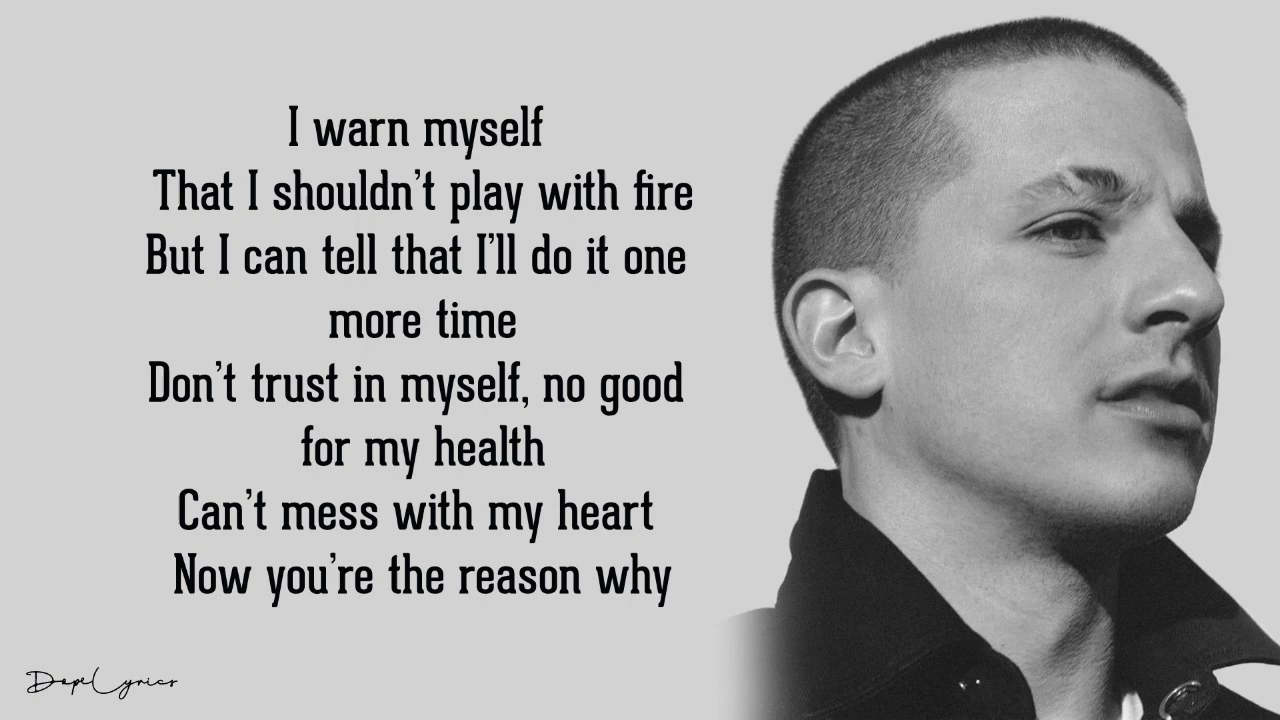 I warn myself
That I shouldn't play with fire
But I can tell that I'll do it one
more time
Don't trust in myself, no good
for my health
Can't mess with my heart
Now you're the reason why
DopeLyrics